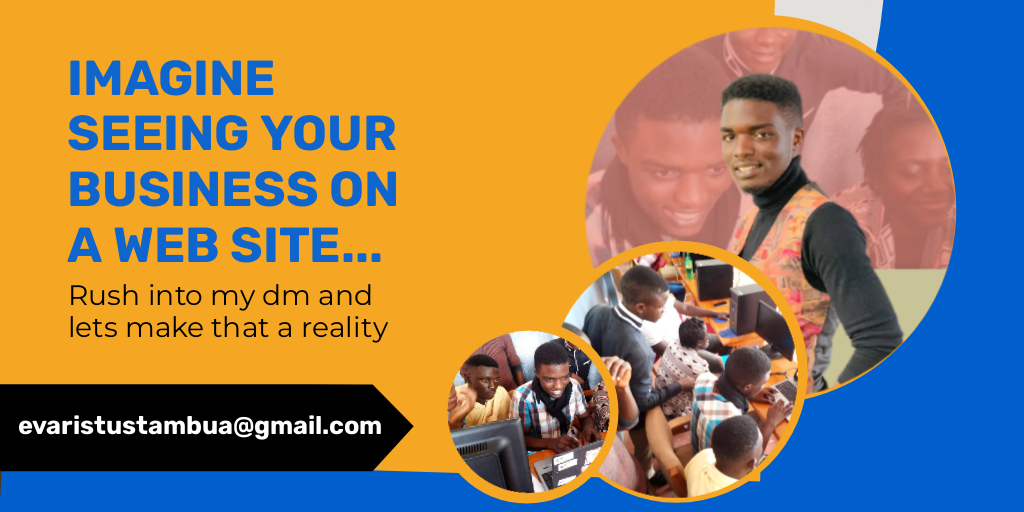 IMAGINE
SEEING YOUR
BUSINESS ON
A WEB SITE...
Rush into my dm and
lets make that a reality
evaristustambua@gmail.com